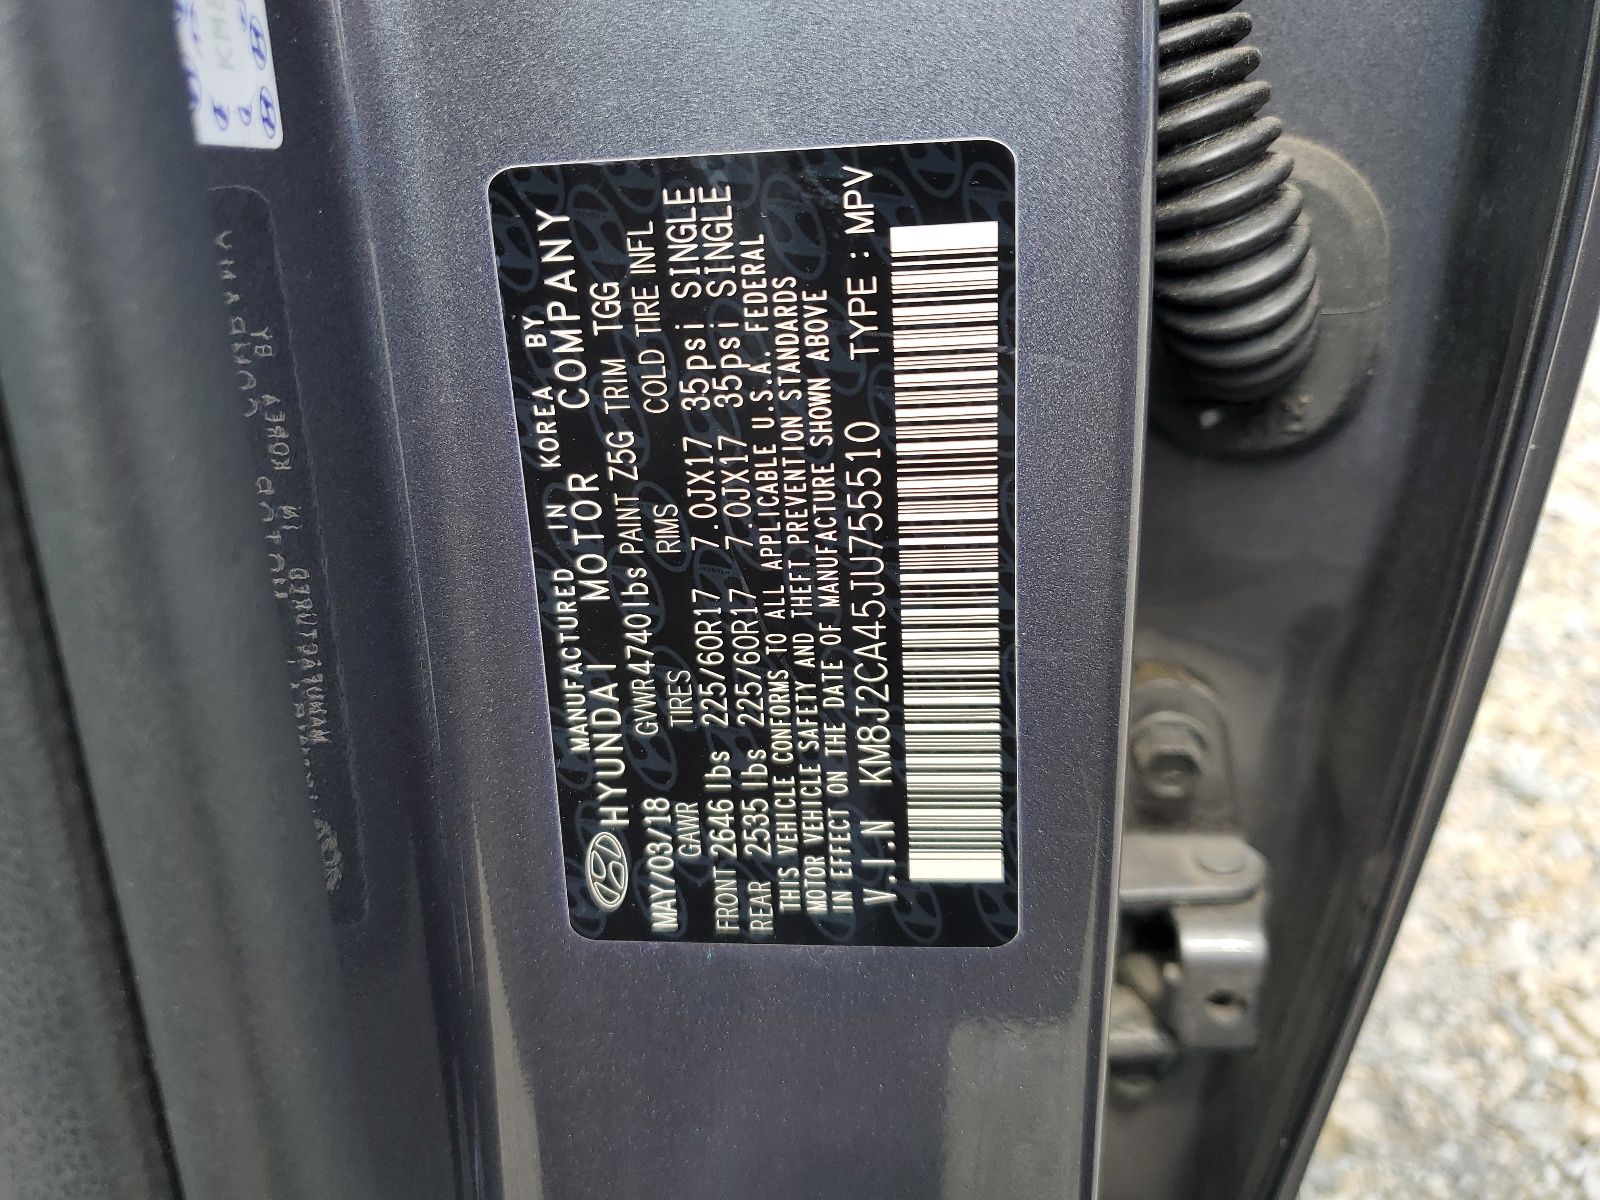 MANUFACTURED IN KOREA BY
HYUNDAI MOTOR COMPANY
MAY/03/18 GVWR4740lbs PAINT Z5G TRIM TGG
GAWR TIRES RIMS COLD TIRE INFL
FRONT 2646 lbs 225/60R17 7.0JX17 35psi SINGLE
REAR 2535 lbs 225/60R17 7.0JX17 35psi SINGLE
THIS VEHICLE CONFORMS TO ALL APPLICABLE U.S.A. FEDERAL
MOTOR VEHICLE SAFETY AND THEFT PREVENTION STANDARDS
IN EFFECT ON THE DATE OF MANUFACTURE SHOWN ABOVE
V.I.N KM8J2CA45JU755510 TYPE : MPV